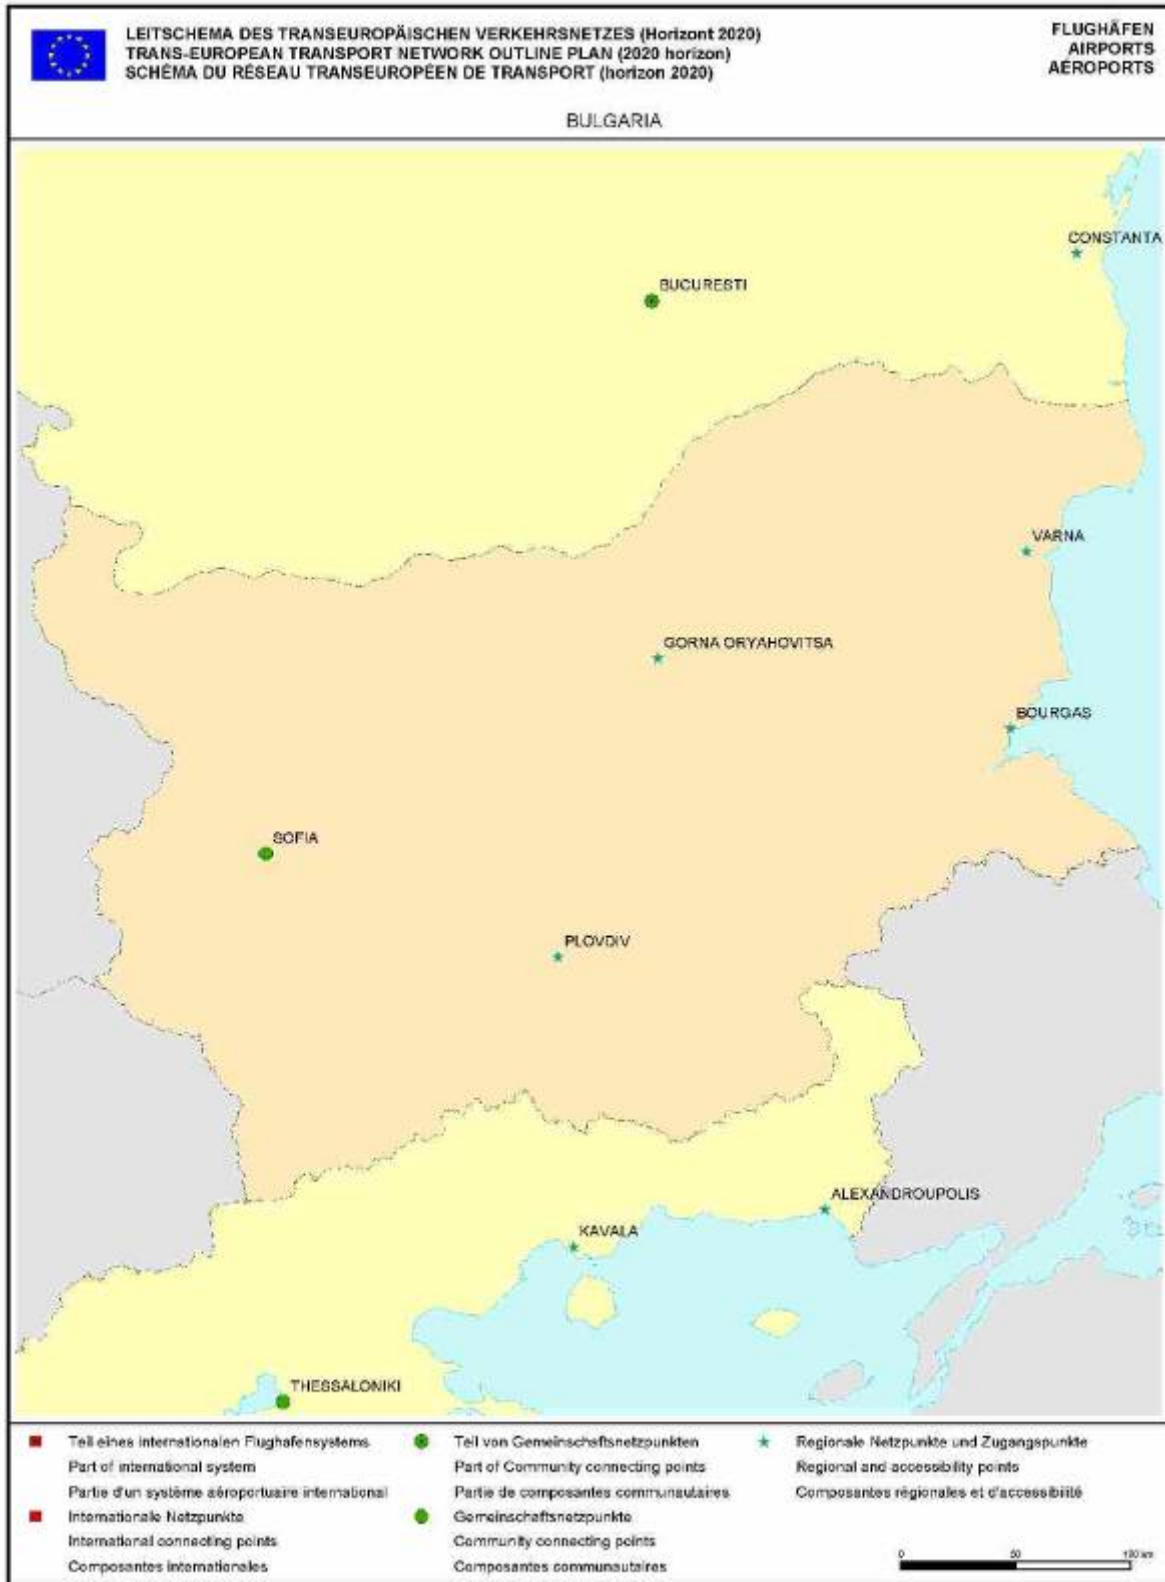 LEITSCHEMA DES TRANSEUROPÄISCHEN VERKEHRSNETZES (Horizont 2020)
TRANS-EUROPEAN TRANSPORT NETWORK OUTLINE PLAN (2020 horizon)
SCHÉMA DU RÉSEAU TRANSEUROPÉEN DE TRANSPORT (horizon 2020)
FLUGHÄFEN
AIRPORTS
AÉROPORTS
BULGARIA
CONSTANTA
BUCURESTI
VARNA
GORNA ORYAHOVITSA
BOURGAS
SOFIA
PLOVDIV
ALEXANDROUPOLIS
KAVALA
THESSALONIKI
Teil eines internationalen Flughafensystems
Part of international system
Partie d'un système aéroportuaire international
Internationale Netzpunkte
International connecting points
Composantes internationales
Teil von Gemeinschaftsnetzpunkten
Part of Community connecting points
Partie de composantes communautaires
Gemeinschaftsnetzpunkte
Community connecting points
Composantes communautaires
Regionale Netzpunkte und Zugangspunkte
Regional and accessibility points
Composantes régionales et d'accessibilité
0 50 100 km